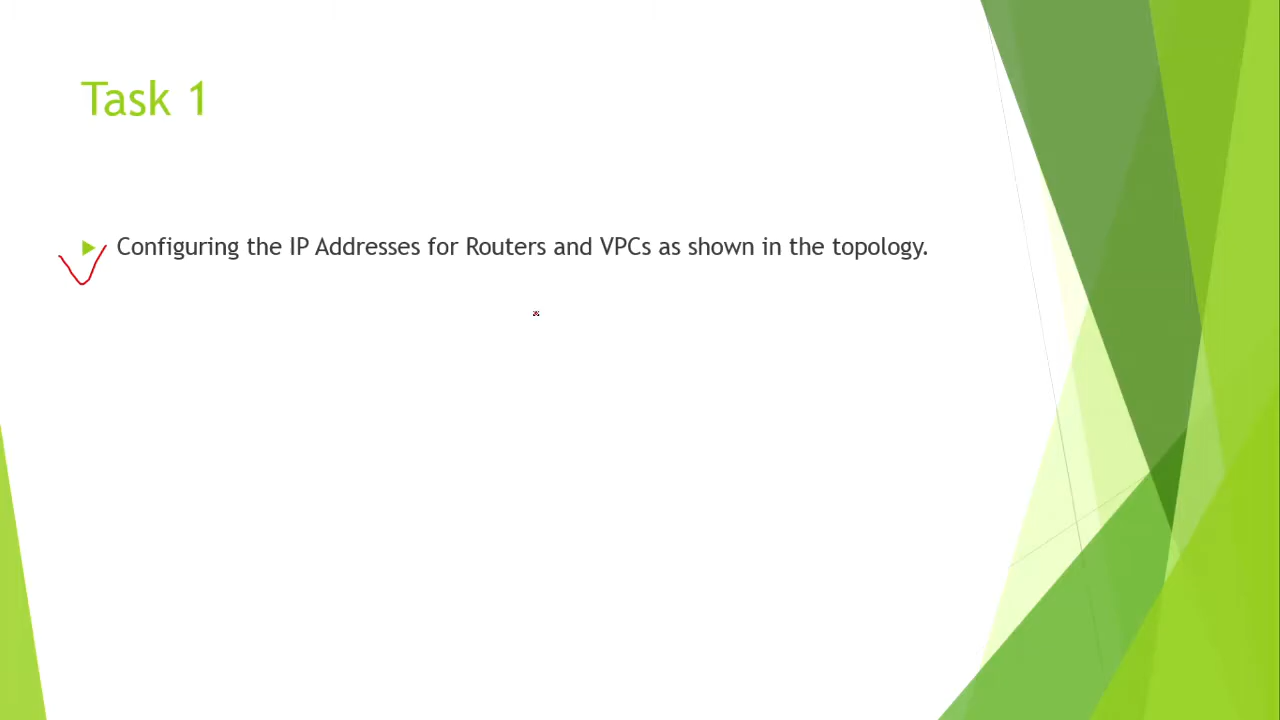 Task 1
Configuring the IP Addresses for Routers and VPCs as shown in the topology.